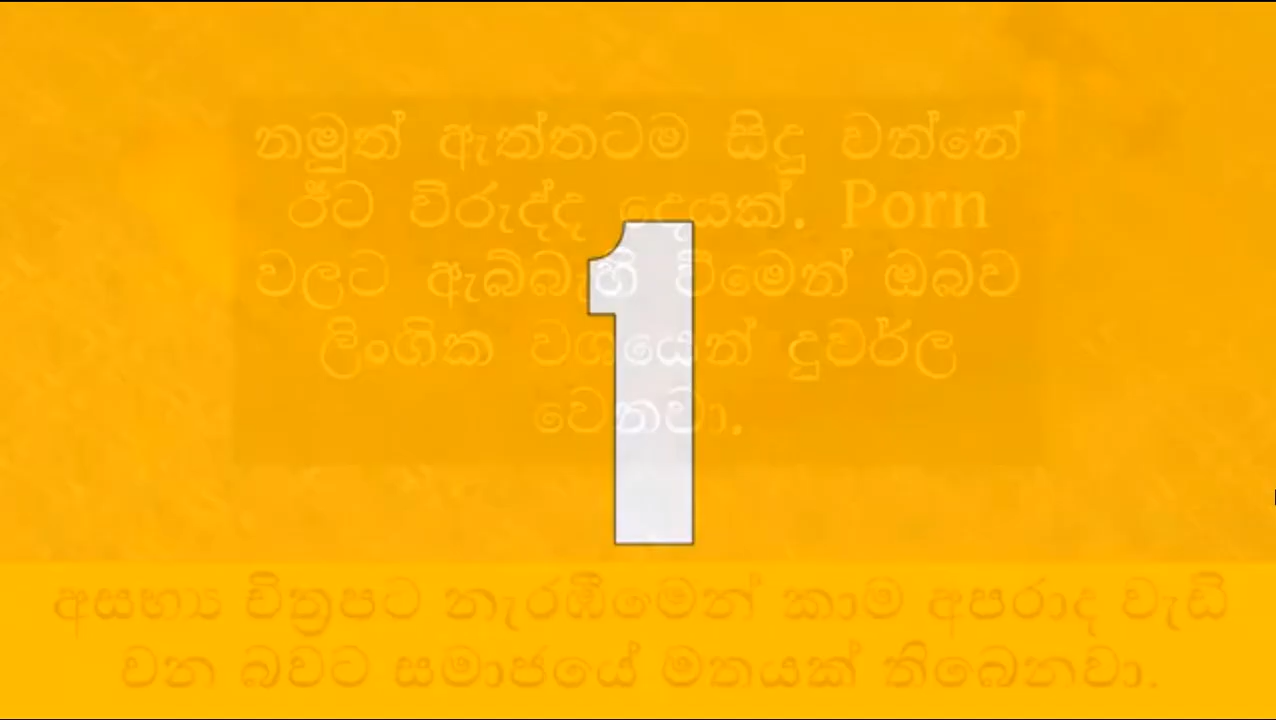 නමුත් ඇත්තටම සිදු වන්නේ
ඊට විරුද්ද දෙයක්. Porn
වලට ඇබ්බැහි වීමෙන් ඔබව
ලිංගික වශයෙන් දුර්වල
වෙනවා.
1
අසභ්‍ය චිත්‍රපට නැරඹීමෙන් කාම අපරාද වැඩි
වන බවට සමාජයේ මතයක් තිබෙනවා.